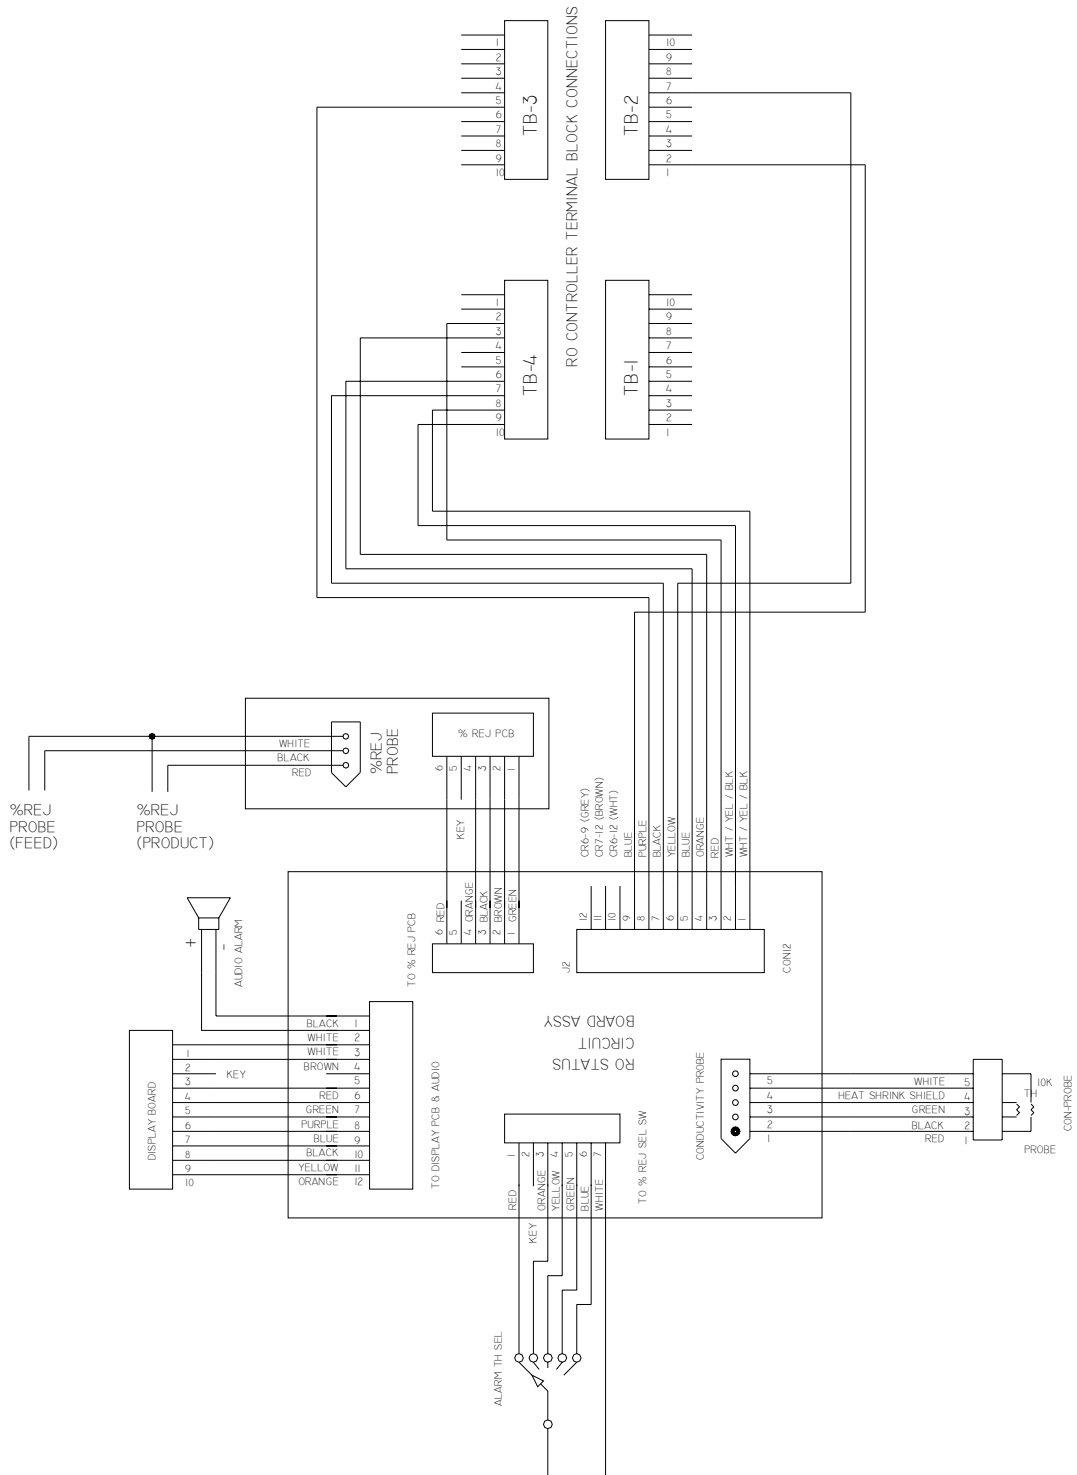 RO CONTROLLER TERMINAL BLOCK CONNECTIONS
TB-3
1
2
3
4
5
6
7
8
9
10
TB-2
10
9
8
7
6
5
4
3
2
1
TB-4
1
2
3
4
5
6
7
8
9
10
TB-1
10
9
8
7
6
5
4
3
2
1
%REJ
PROBE
(FEED)
%REJ
PROBE
(PRODUCT)
WHITE
BLACK
RED
%REJ
PROBE
% REJ PCB
6
5
4
3
2
1
KEY
6 RED
5
4 ORANGE
3 BLACK
2 BROWN
1 GREEN
TO % REJ PCB
CR6-9 (GREY)
CR7-12 (BROWN)
CR6-12 (WHT)
BLUE
PURPLE
BLACK
YELLOW
BLUE
ORANGE
RED
WHT / YEL / BLK
WHT / YEL / BLK
12
11
10
9
8
7
6
5
4
3
2
1
J2
CON12
AUDIO ALARM
+
-
DISPLAY BOARD
1
2
3
4
5
6
7
8
9
10
KEY
BLACK 1
WHITE 2
WHITE 3
BROWN 4
5
RED 6
GREEN 7
PURPLE 8
BLUE 9
BLACK 10
YELLOW 11
ORANGE 12
TO DISPLAY PCB & AUDIO
RO STATUS
CIRCUIT
BOARD ASSY
CONDUCTIVITY PROBE
5
4
3
2
1
WHITE 5
HEAT SHRINK SHIELD 4
GREEN 3
BLACK 2
RED 1
10K
TH
CON-PROBE
PROBE
1
2
3
4
5
6
7
RED
KEY
ORANGE
YELLOW
GREEN
BLUE
WHITE
TO % REJ SEL SW
ALARM TH SEL